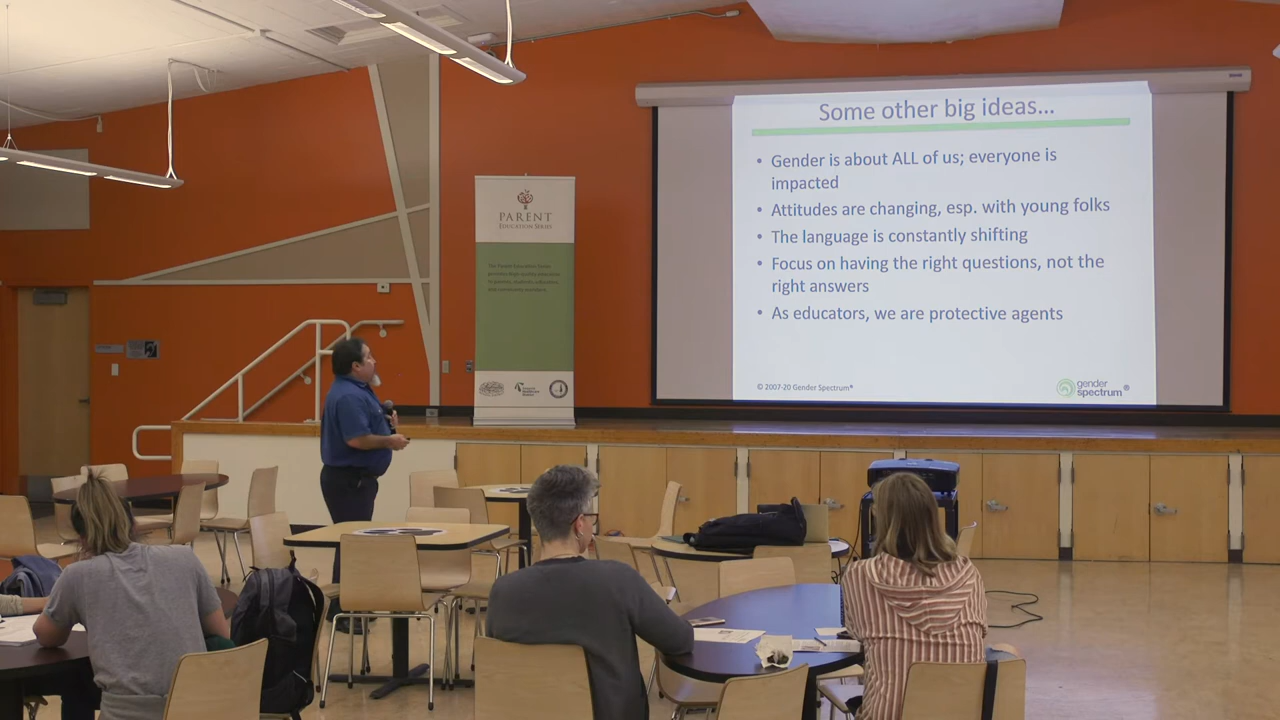 Some other big ideas...
• Gender is about ALL of us; everyone is
impacted
• Attitudes are changing, esp. with young folks
• The language is constantly shifting
• Focus on having the right questions, not the
right answers
• As educators, we are protective agents
© 2007-20 Gender Spectrum®
gender
spectrum®
PARENT
EDUCATION SERIES